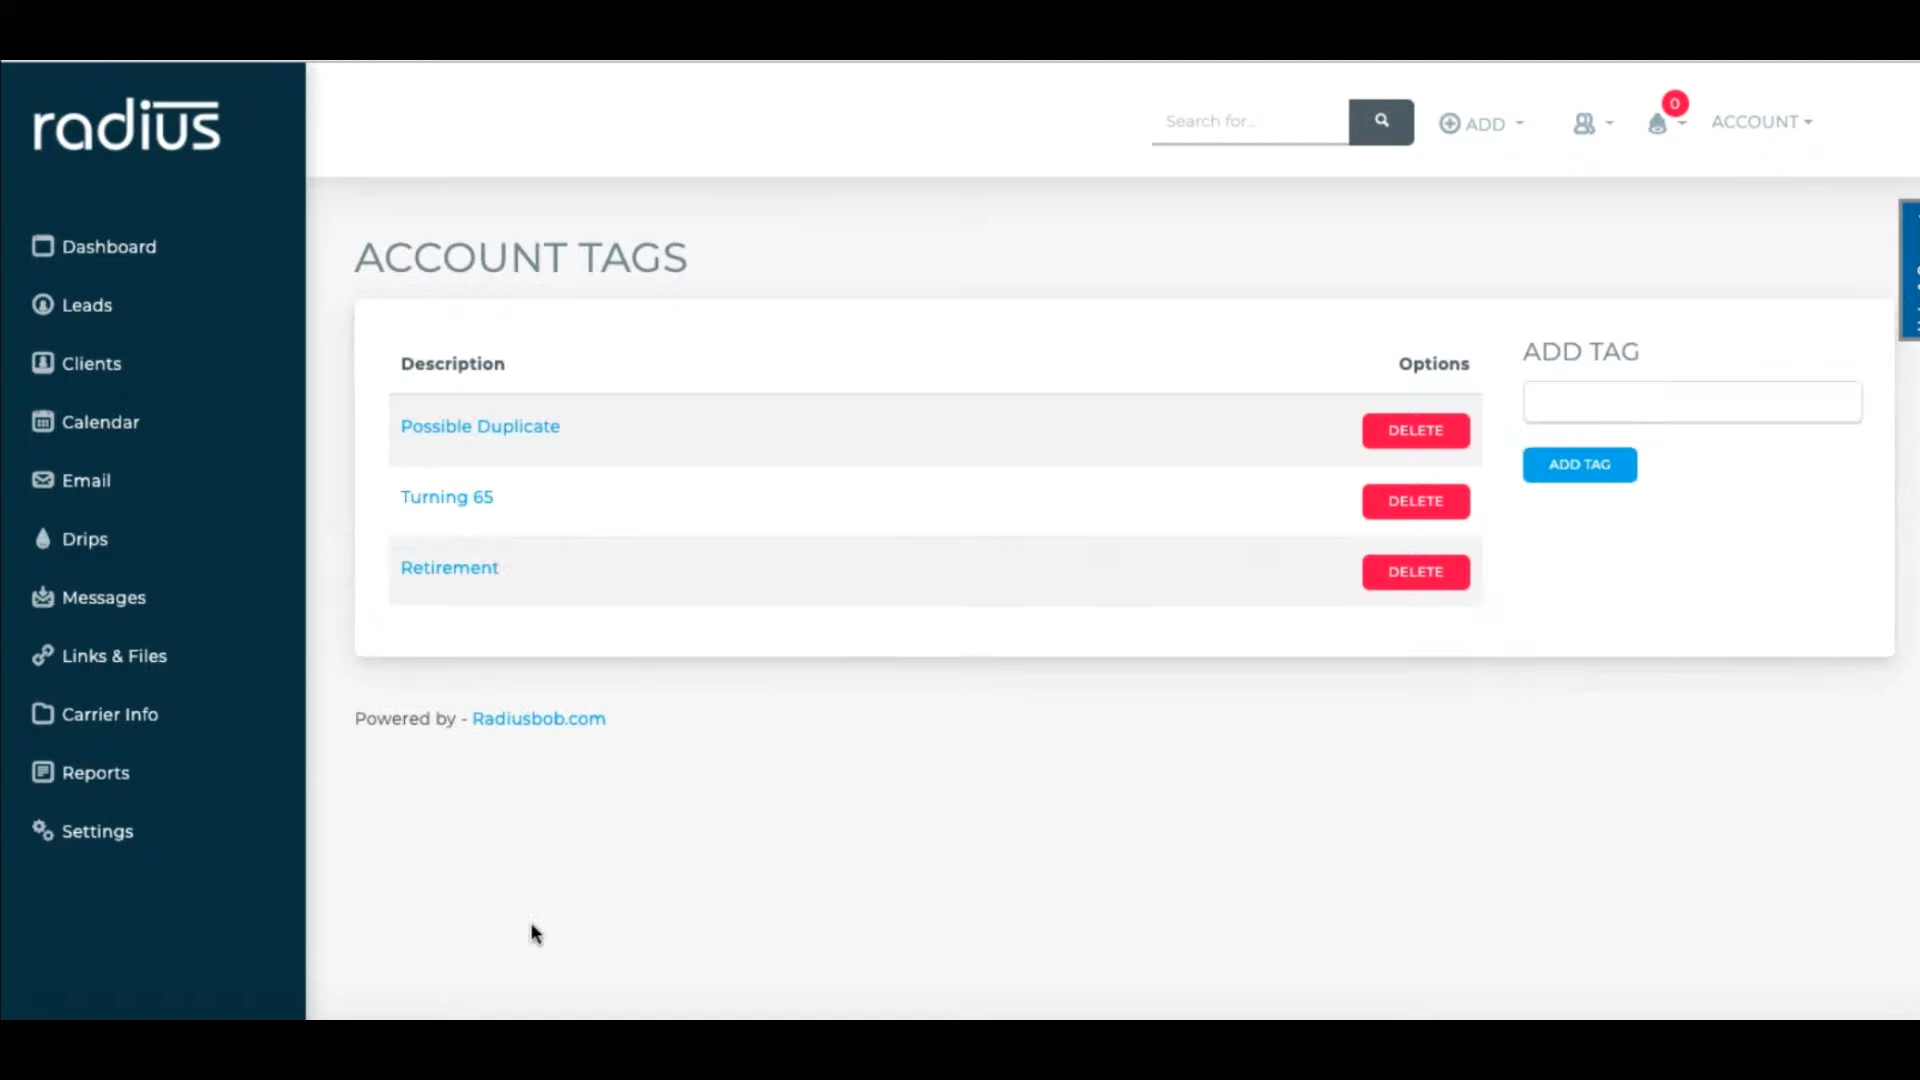 radius
Search for...
ADD
0
ACCOUNT
Dashboard
Leads
Clients
Calendar
Email
Drips
Messages
Links & Files
Carrier Info
Reports
Settings
ACCOUNT TAGS
Description Options
Possible Duplicate DELETE
Turning 65 DELETE
Retirement DELETE
ADD TAG
ADD TAG
Powered by - Radiusbob.com